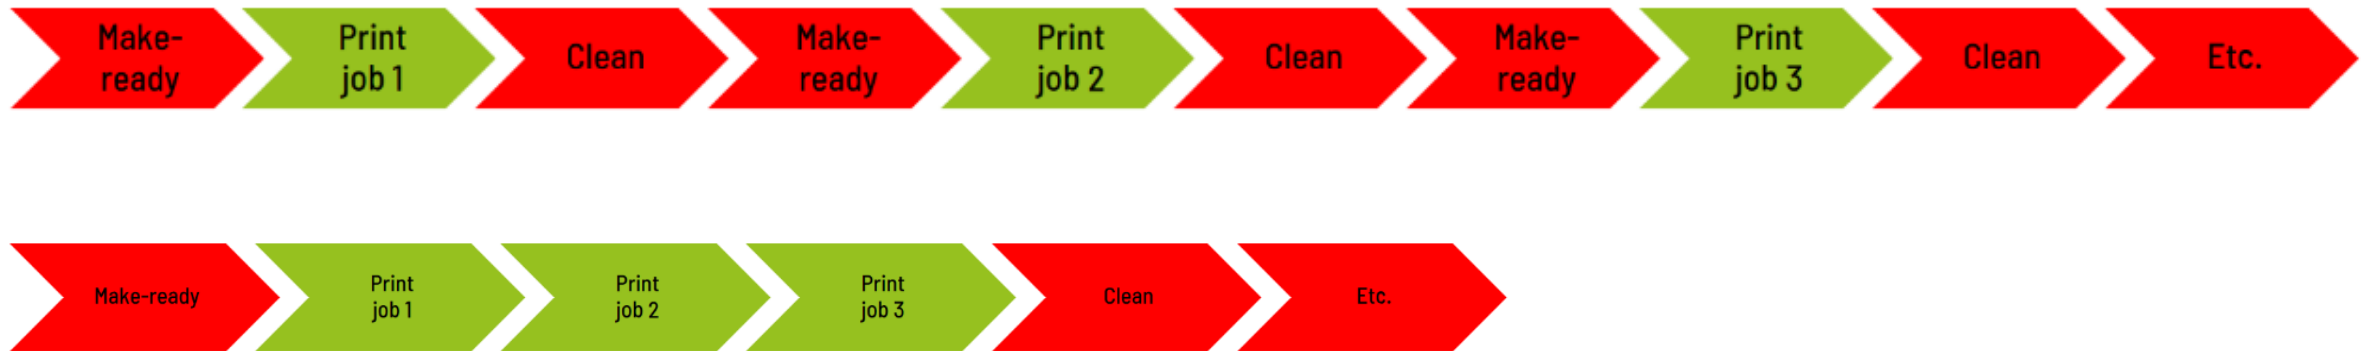 Make-
ready
Print
job 1
Clean
Make-
ready
Print
job 2
Clean
Make-
ready
Print
job 3
Clean
Etc.
Make-ready
Print
job 1
Print
job 2
Print
job 3
Clean
Etc.